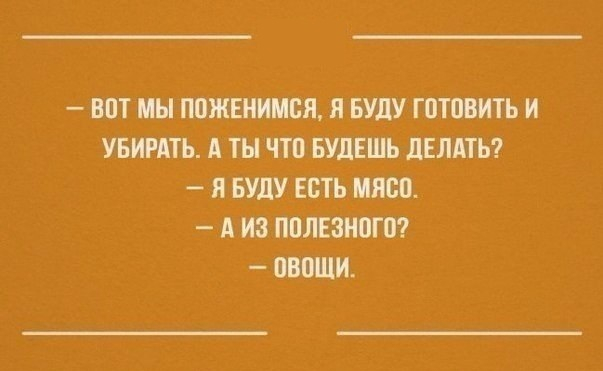 – ВОТ МЫ ПОЖЕНИМСЯ, Я БУДУ ГОТОВИТЬ И
УБИРАТЬ. А ТЫ ЧТО БУДЕШЬ ДЕЛАТЬ?
– Я БУДУ ЕСТЬ МЯСО.
– А ИЗ ПОЛЕЗНОГО?
– ОВОЩИ.